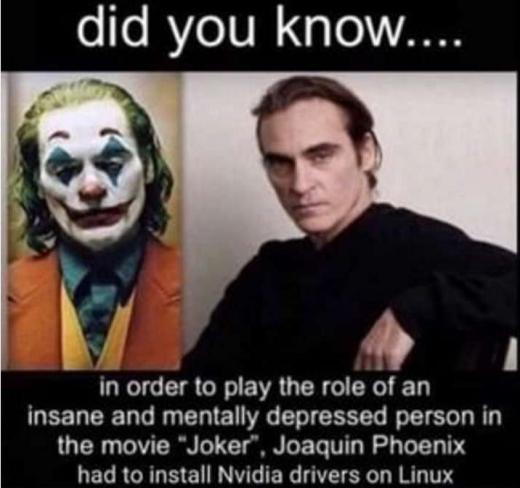 did you know....
in order to play the role of an
insane and mentally depressed person in
the movie "Joker", Joaquin Phoenix
had to install Nvidia drivers on Linux